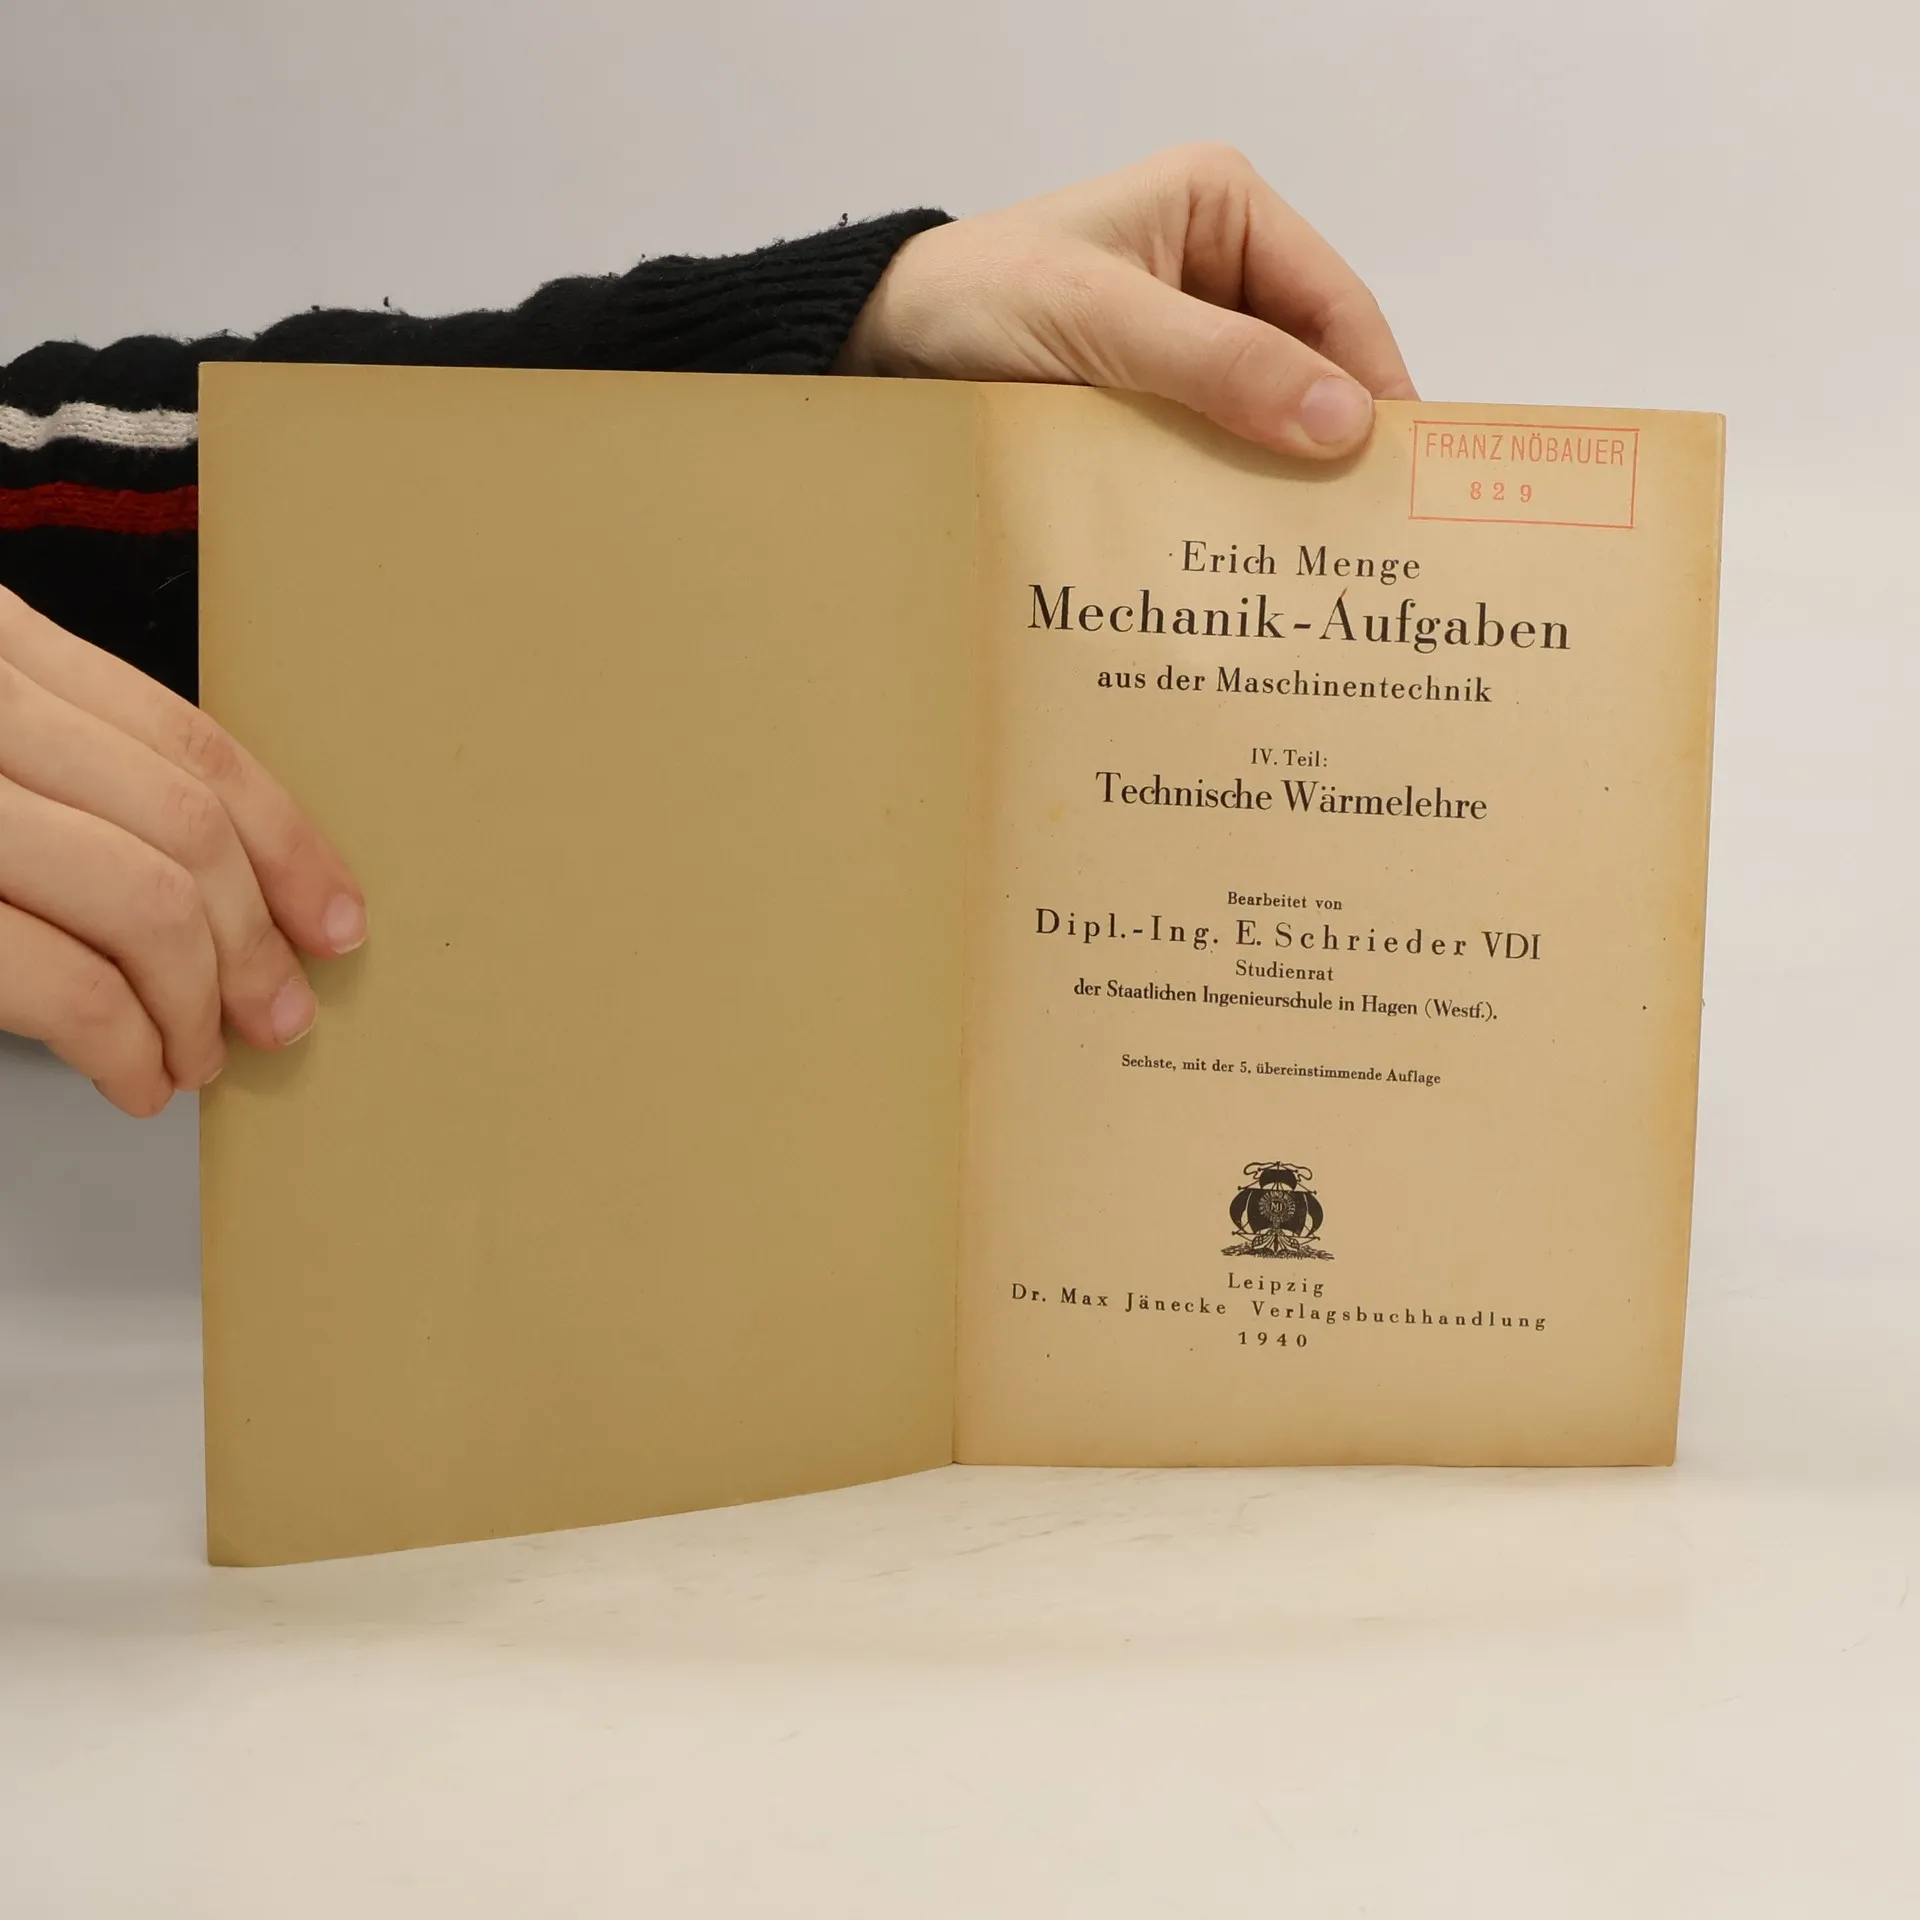 FRANZ NÖBAUER
829
Erich Menge
Mechanik-Aufgaben
aus der Maschinentechnik
IV. Teil:
Technische Wärmelehre
Bearbeitet von
Dipl.-Ing. E. Schrieder VDI
Studienrat
der Staatlichen Ingenieurschule in Hagen (Westf.).
Sechste, mit der 5. übereinstimmende Auflage
Leipzig
Dr. Max Jänecke Verlagsbuchhandlung
1940